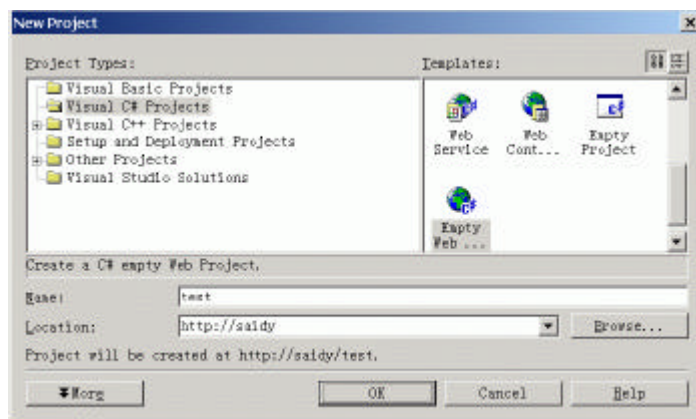 New Project
Project Types:
Templates:
Visual Basic Projects
Visual C# Projects
Visual C++ Projects
Setup and Deployment Projects
Other Projects
Visual Studio Solutions
Web Service
Web Cont...
Empty Project
Empty Web ...
Create a C# empty Web Project.
Name:
test
Location:
http://saidy
Browse...
Project will be created at http://saidy/test.
More
OK
Cancel
Help